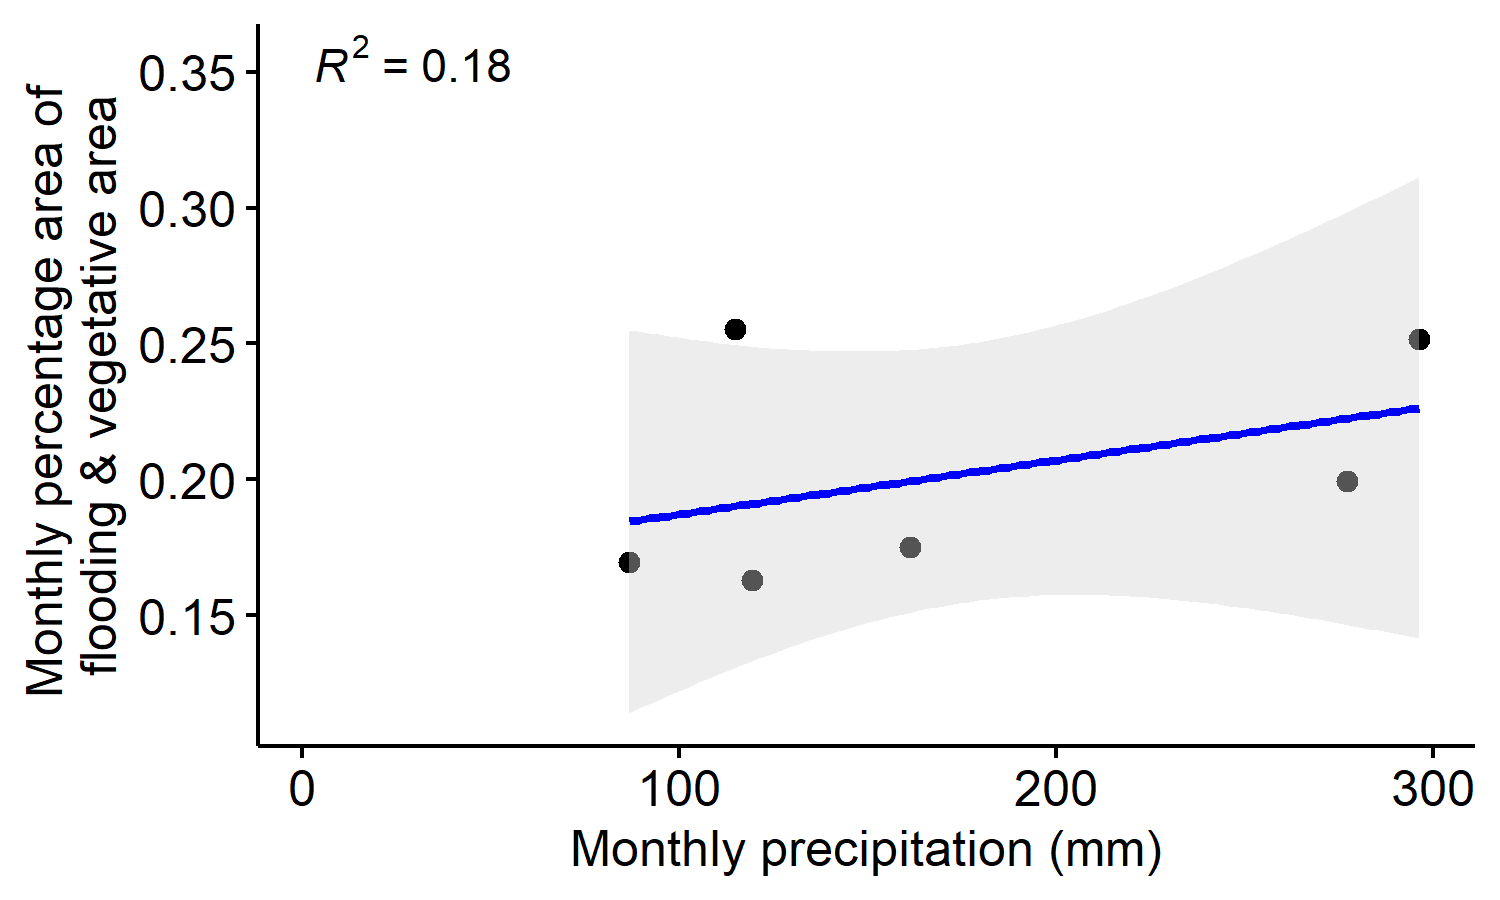 R² = 0.18
Monthly percentage area of
flooding & vegetative area
0.35
0.30
0.25
0.20
0.15
0 100 200 300
Monthly precipitation (mm)